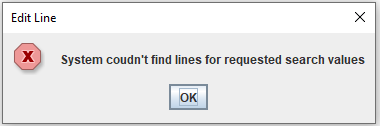 Edit Line
System coudn't find lines for requested search values
OK